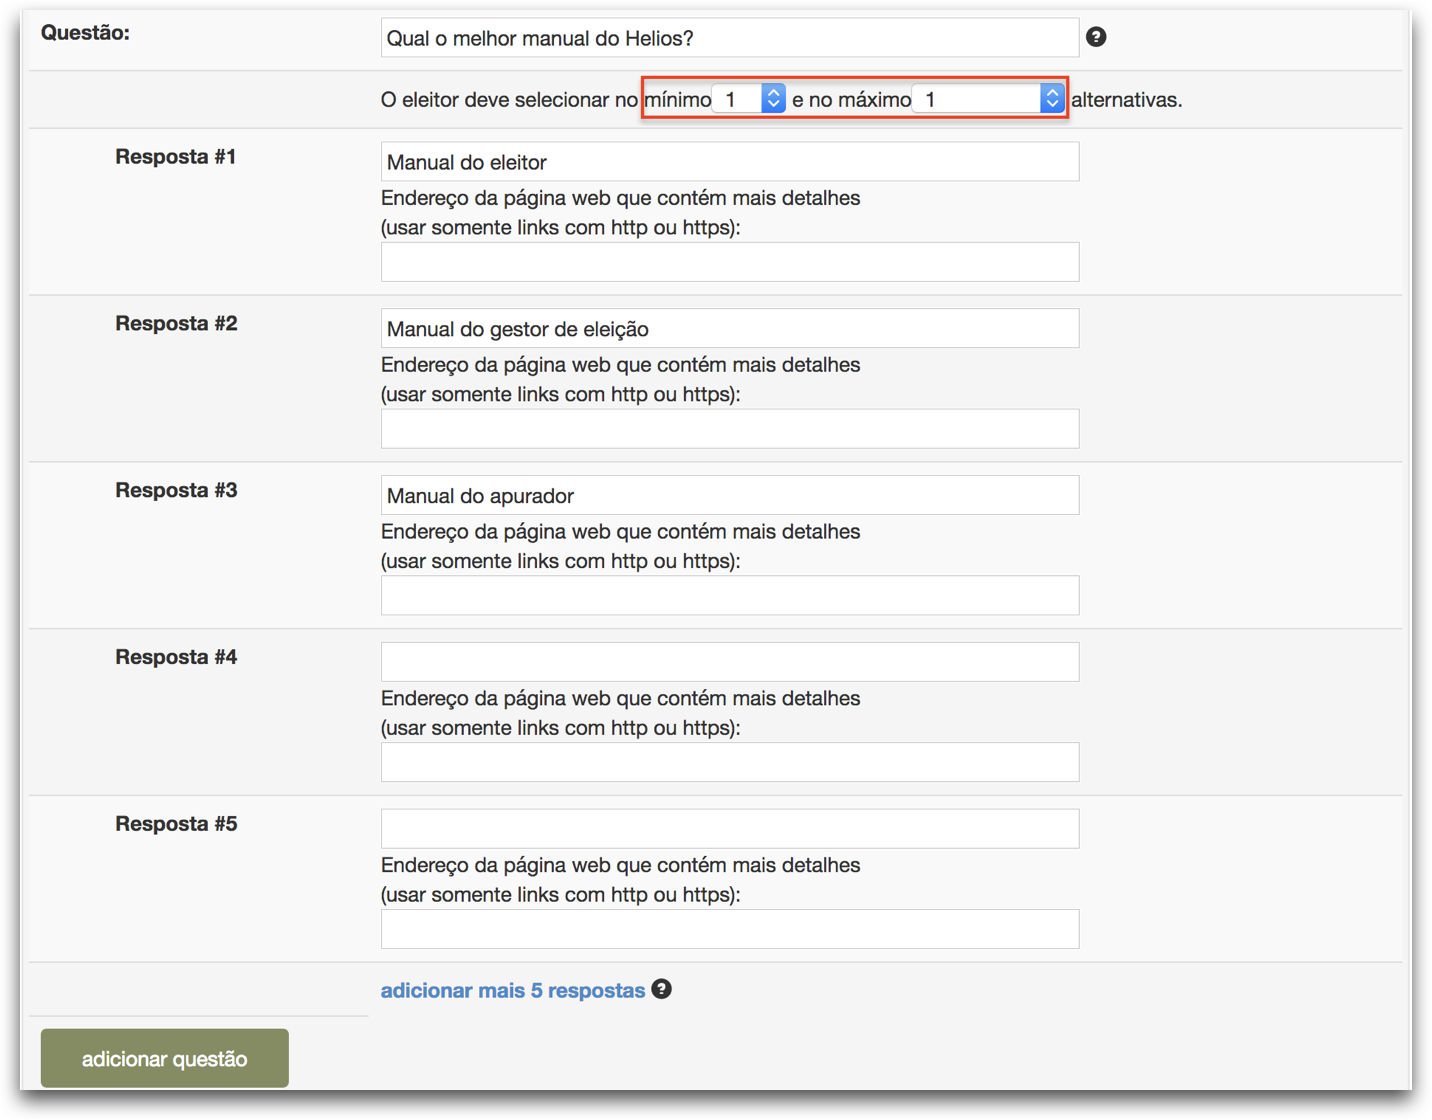 Questão:
Qual o melhor manual do Helios?
?
O eleitor deve selecionar no mínimo 1 e no máximo 1 alternativas.
Resposta #1
Manual do eleitor
Endereço da página web que contém mais detalhes
(usar somente links com http ou https):
Resposta #2
Manual do gestor de eleição
Endereço da página web que contém mais detalhes
(usar somente links com http ou https):
Resposta #3
Manual do apurador
Endereço da página web que contém mais detalhes
(usar somente links com http ou https):
Resposta #4
Endereço da página web que contém mais detalhes
(usar somente links com http ou https):
Resposta #5
Endereço da página web que contém mais detalhes
(usar somente links com http ou https):
adicionar mais 5 respostas ?
adicionar questão